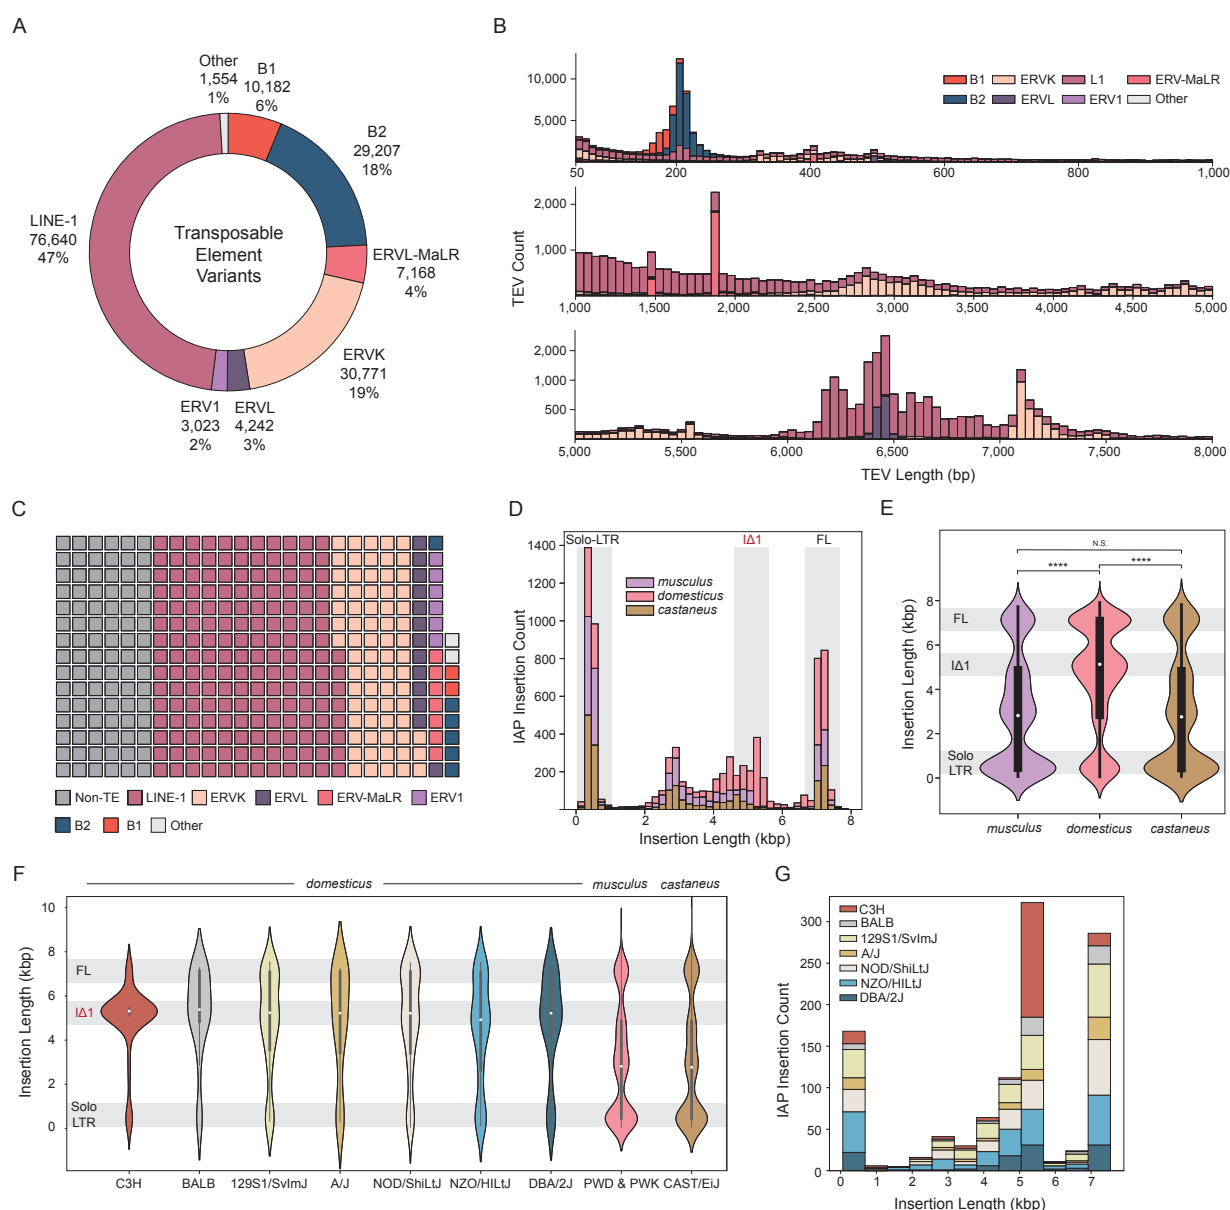 A
Other
1,554
1%
B1
10,182
6%
B2
29,207
18%
LINE-1
76,640
47%
Transposable
Element
Variants
ERVL-MaLR
7,168
4%
ERVK
30,771
19%
ERV1
3,023
2%
ERVL
4,242
3%
B
10,000
5,000
B1
ERVK
L1
ERV-MaLR
B2
ERVL
ERV1
Other
50
200
400
600
800
1,000
TEV Count
2,000
1,000
1,000
1,500
2,000
2,500
3,000
3,500
4,000
4,500
5,000
2,000
1,000
500
5,000
5,500
6,000
6,500
7,000
7,500
8,000
TEV Length (bp)
C
Non-TE
LINE-1
ERVK
ERVL
ERV-MaLR
ERV1
B2
B1
Other
D
Solo-LTR
IΔ1
FL
musculus
domesticus
castaneus
IAP Insertion Count
1400
1200
1000
800
600
400
200
0
2
4
6
8
Insertion Length (kbp)
E
N.S.
****
****
Insertion Length (kbp)
8
FL
6
IΔ1
4
2
Solo
LTR
0
musculus
domesticus
castaneus
F
domesticus
musculus
castaneus
Insertion Length (kbp)
10
8
FL
6
IΔ1
4
2
Solo
LTR
0
C3H
BALB
129S1/SvlmJ
A/J
NOD/ShiLtJ
NZO/HILtJ
DBA/2J
PWD & PWK
CAST/EiJ
G
C3H
BALB
129S1/SvlmJ
A/J
NOD/ShiLtJ
NZO/HILtJ
DBA/2J
IAP Insertion Count
300
250
200
150
100
50
0
0
1
2
3
4
5
6
7
Insertion Length (kbp)